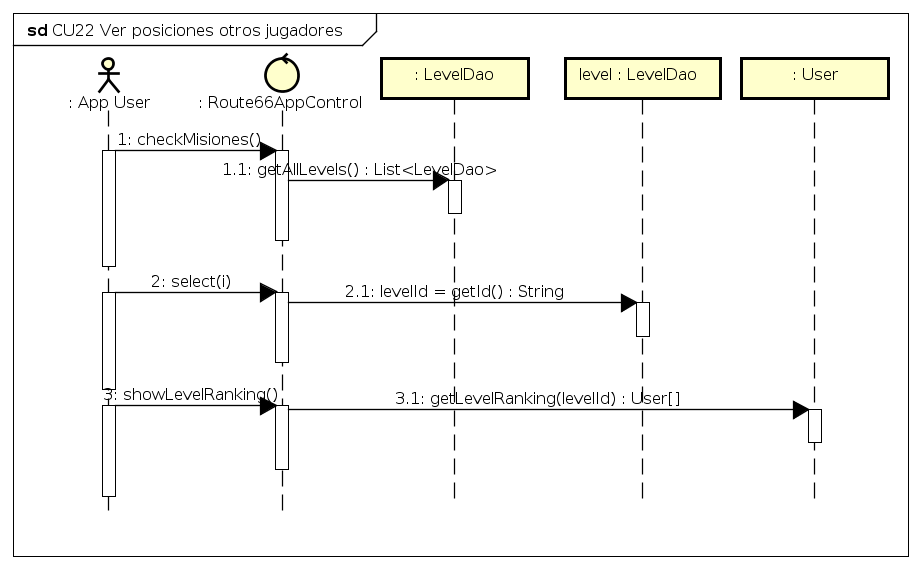 sd CU22 Ver posiciones otros jugadores
: App User
: Route66AppControl
: LevelDao
level : LevelDao
: User
1: checkMisiones()
1.1: getAllLevels() : List<LevelDao>
2: select(i)
2.1: levelId = getId() : String
3: showLevelRanking()
3.1: getLevelRanking(levelId) : User[]